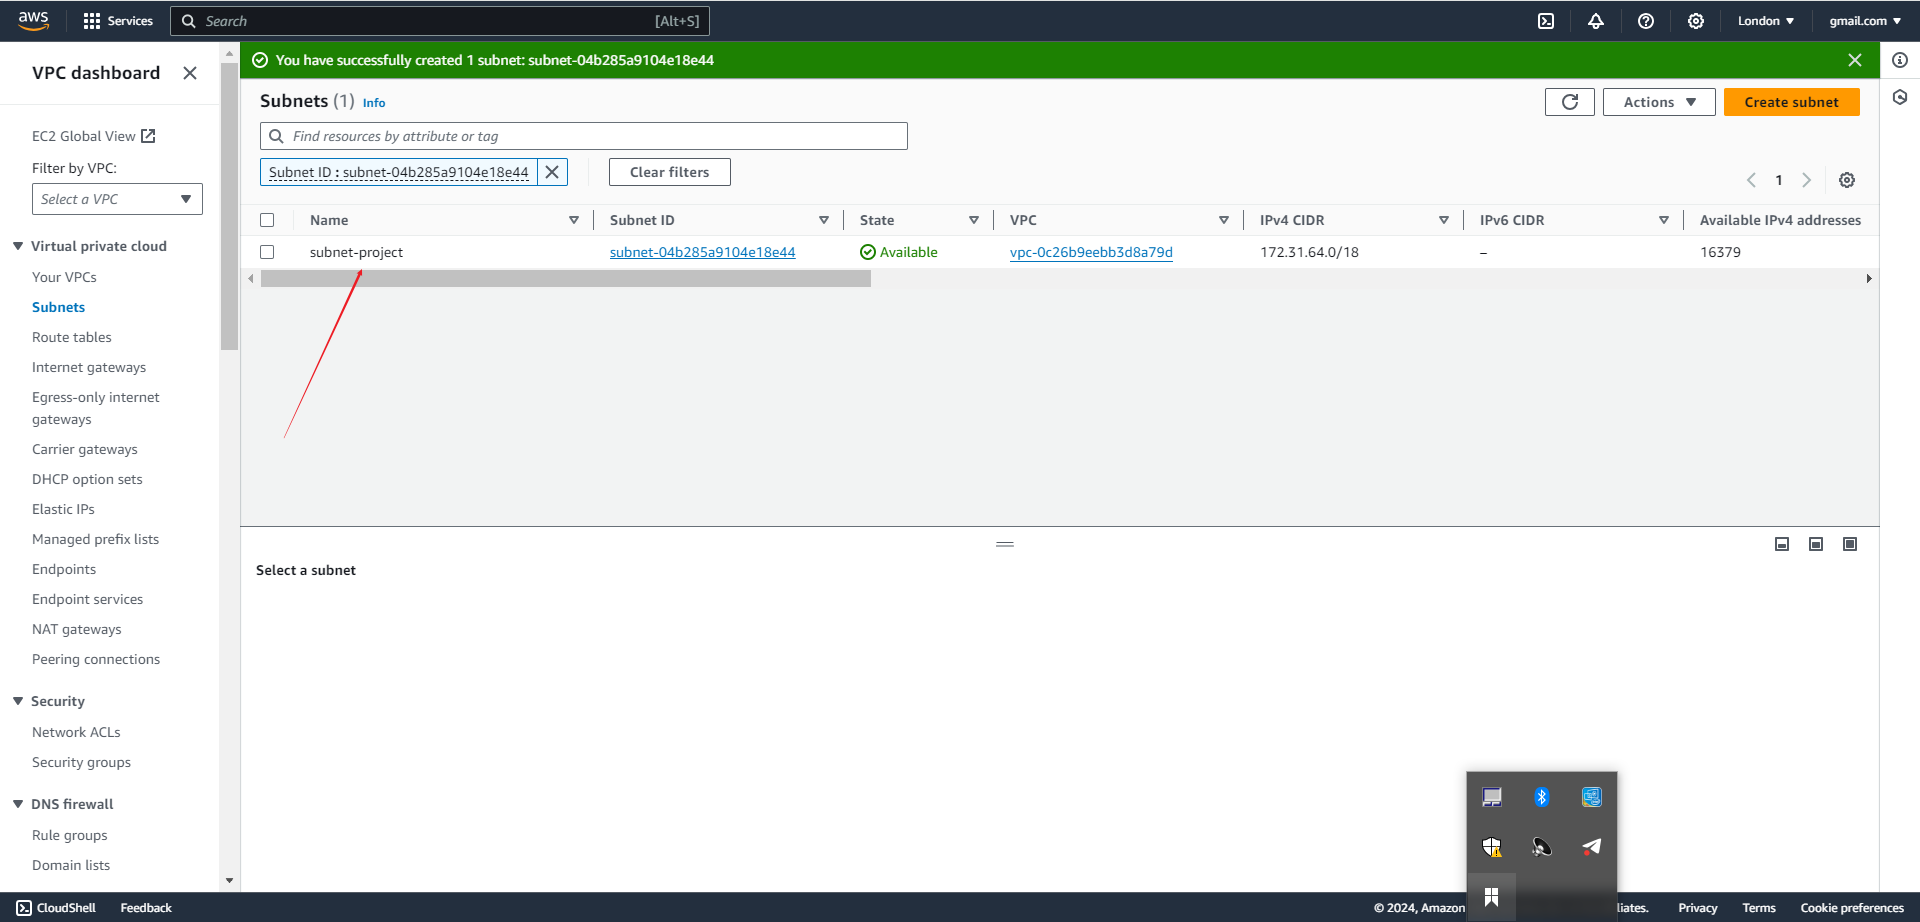 aws
Services
Search
[Alt+S]
London
gmail.com
VPC dashboard
EC2 Global View
Filter by VPC:
Select a VPC
Virtual private cloud
Your VPCs
Subnets
Route tables
Internet gateways
Egress-only internet
gateways
Carrier gateways
DHCP option sets
Elastic IPs
Managed prefix lists
Endpoints
Endpoint services
NAT gateways
Peering connections
Security
Network ACLs
Security groups
DNS firewall
Rule groups
Domain lists
You have successfully created 1 subnet: subnet-04b285a9104e18e44
Subnets (1) Info
Actions
Create subnet
Find resources by attribute or tag
Subnet ID : subnet-04b285a9104e18e44
Clear filters
1
Name Subnet ID State VPC IPv4 CIDR IPv6 CIDR Available IPv4 addresses
subnet-project subnet-04b285a9104e18e44 Available vpc-0c26b9eebb3d8a79d 172.31.64.0/18 – 16379
Select a subnet
CloudShell Feedback © 2024, Amazon liates. Privacy Terms Cookie preferences